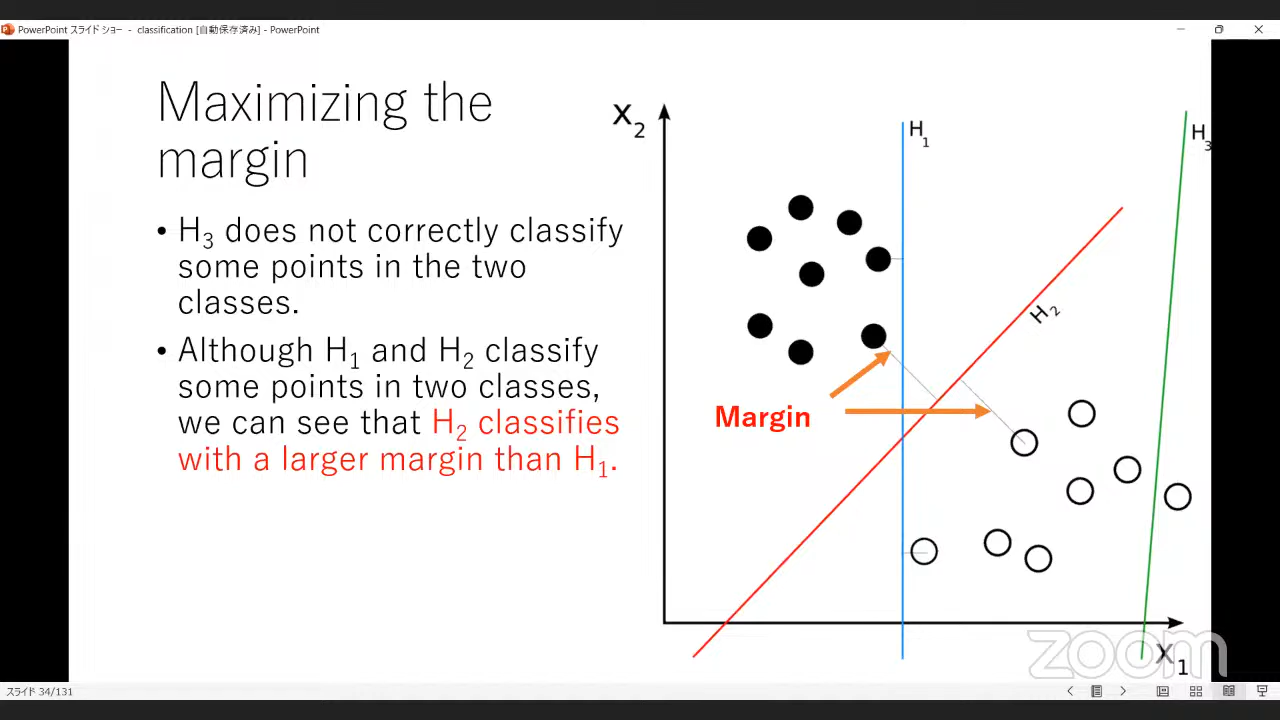 PowerPoint スライド ショー - classification [自動保存済み] - PowerPoint
Maximizing the
margin
• H3 does not correctly classify
some points in the two
classes.
• Although H1 and H2 classify
some points in two classes,
we can see that H2 classifies
with a larger margin than H1.
X2
H1
H3
H2
Margin
X1
zoom
スライド 34/131